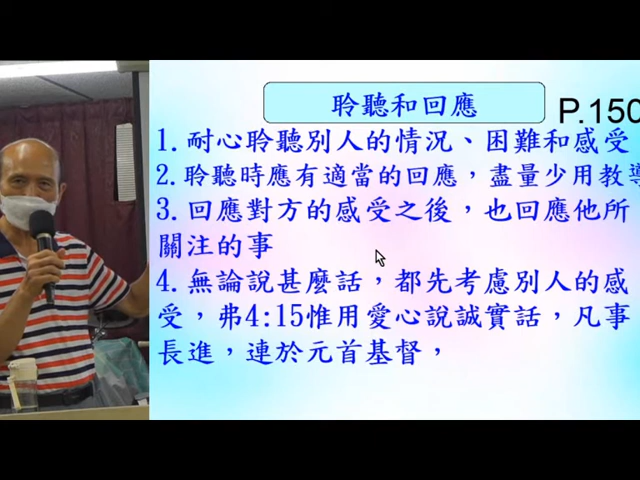 聆聽和回應
P.150
1.耐心聆聽別人的情況、困難和感受
2.聆聽時應有適當的回應，盡量少用教導
3.回應對方的感受之後，也回應他所
關注的事
4.無論說甚麼話，都先考慮別人的感
受，弗4:15惟用愛心說誠實話，凡事
長進，連於元首基督，